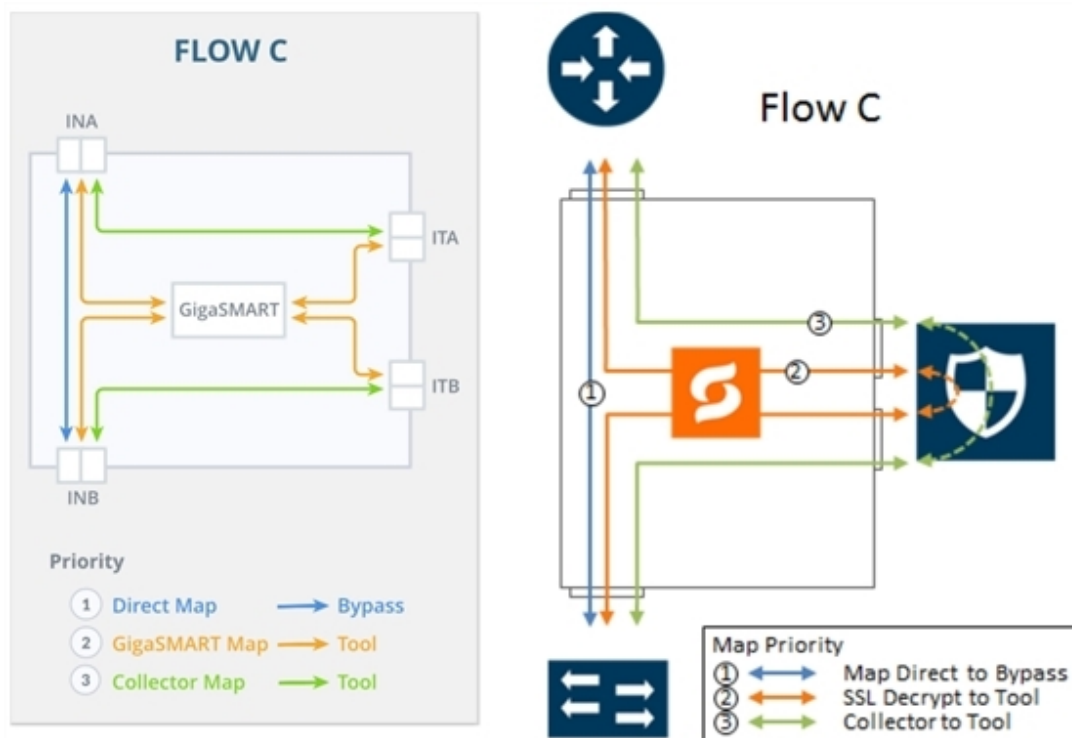 FLOW C
INA
ITA
GigaSMART
ITB
INB
Priority
1 Direct Map Bypass
2 GigaSMART Map Tool
3 Collector Map Tool
Flow C
3
2
1
Map Priority
1 Map Direct to Bypass
2 SSL Decrypt to Tool
3 Collector to Tool